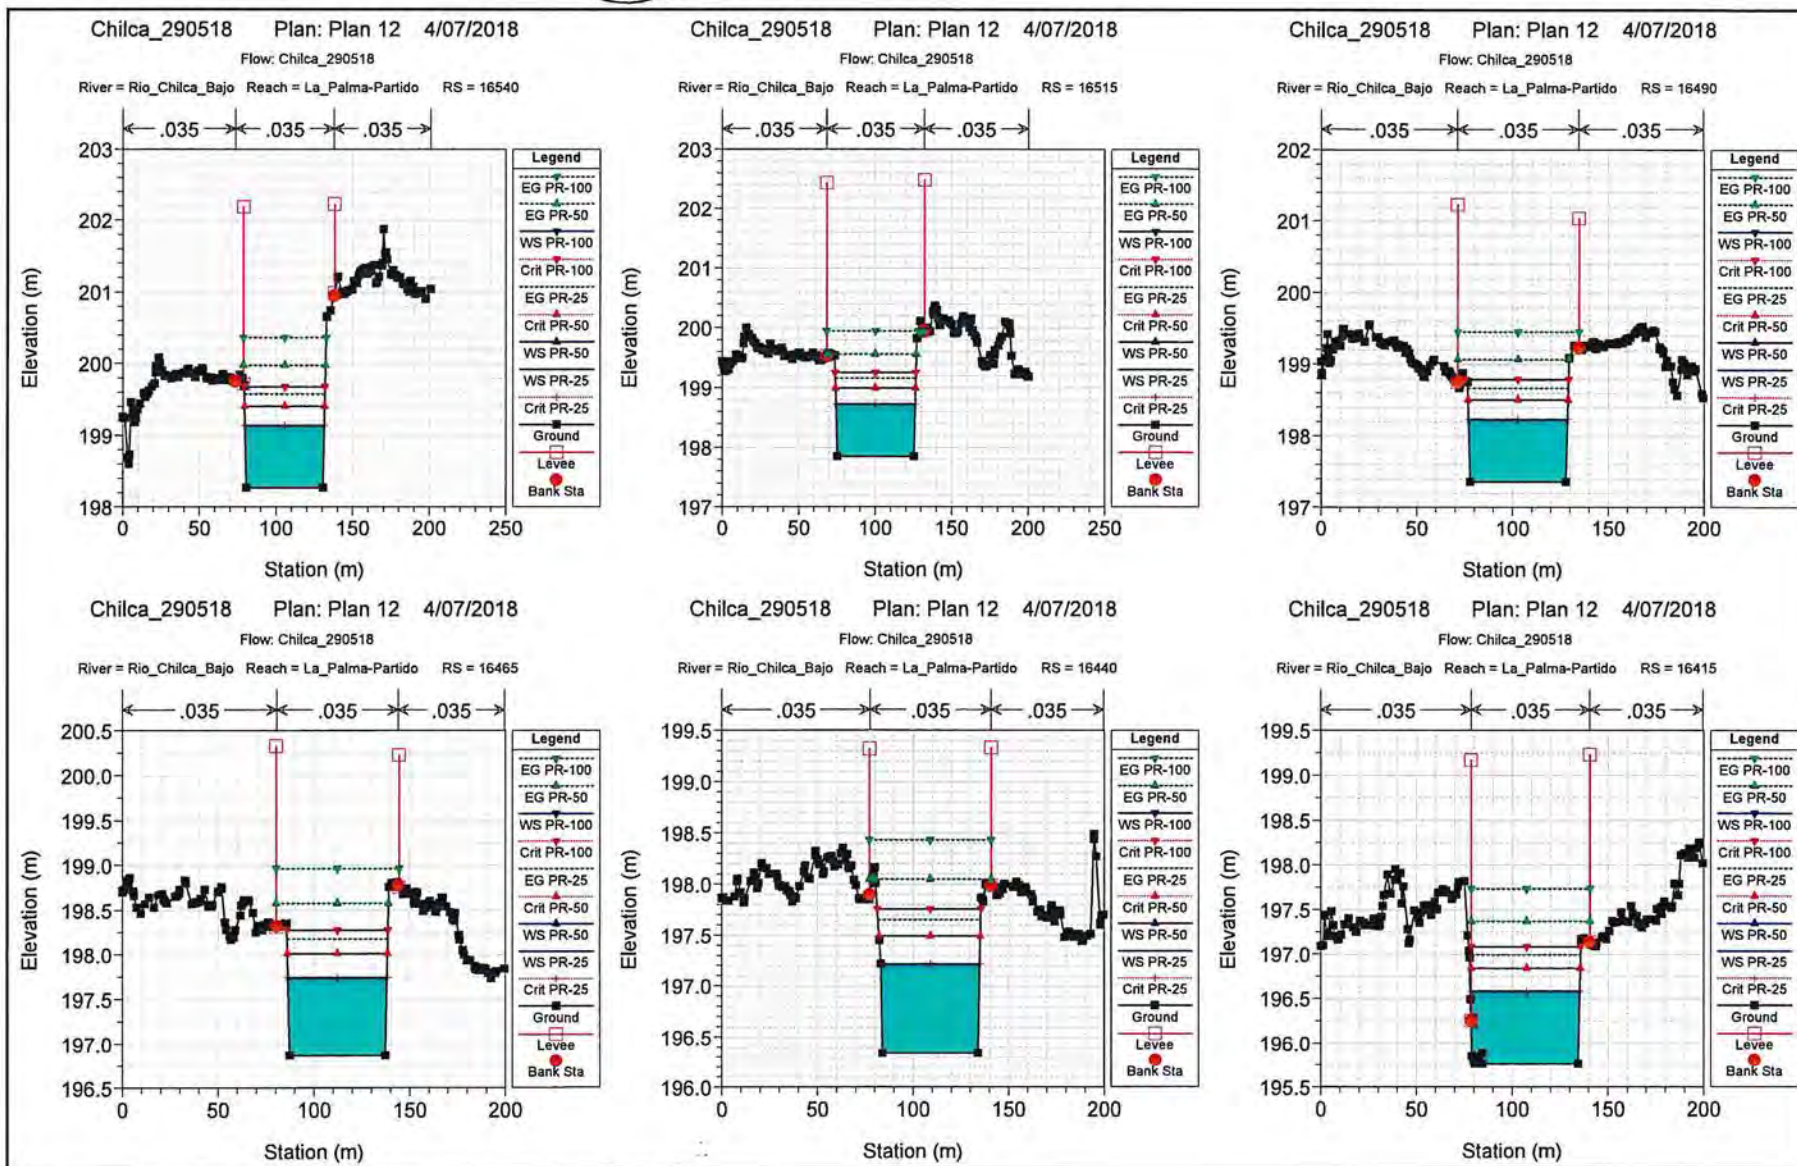 Chilca_290518 Plan: Plan 12 4/07/2018
Flow: Chilca_290518
River = Rio_Chilca_Bajo Reach = La_Palma-Partido RS = 16540
.035 .035 .035
203
202
201
200
199
198
0 50 100 150 200 250
Elevation (m)
Station (m)
Legend
EG PR-100
EG PR-50
WS PR-100
Crit PR-100
EG PR-25
Crit PR-50
WS PR-50
WS PR-25
Crit PR-25
Ground
Levee
Bank Sta
Chilca_290518 Plan: Plan 12 4/07/2018
Flow: Chilca_290518
River = Rio_Chilca_Bajo Reach = La_Palma-Partido RS = 16515
.035 .035 .035
203
202
201
200
199
198
197
0 50 100 150 200 250
Elevation (m)
Station (m)
Legend
EG PR-100
EG PR-50
WS PR-100
Crit PR-100
EG PR-25
Crit PR-50
WS PR-50
WS PR-25
Crit PR-25
Ground
Levee
Bank Sta
Chilca_290518 Plan: Plan 12 4/07/2018
Flow: Chilca_290518
River = Rio_Chilca_Bajo Reach = La_Palma-Partido RS = 16490
.035 .035 .035
202
201
200
199
198
197
0 50 100 150 200
Elevation (m)
Station (m)
Legend
EG PR-100
EG PR-50
WS PR-100
Crit PR-100
EG PR-25
Crit PR-50
WS PR-50
WS PR-25
Crit PR-25
Ground
Levee
Bank Sta
Chilca_290518 Plan: Plan 12 4/07/2018
Flow: Chilca_290518
River = Rio_Chilca_Bajo Reach = La_Palma-Partido RS = 16465
.035 .035 .035
200.5
200.0
199.5
199.0
198.5
198.0
197.5
197.0
196.5
0 50 100 150 200
Elevation (m)
Station (m)
Legend
EG PR-100
EG PR-50
WS PR-100
Crit PR-100
EG PR-25
Crit PR-50
WS PR-50
WS PR-25
Crit PR-25
Ground
Levee
Bank Sta
Chilca_290518 Plan: Plan 12 4/07/2018
Flow: Chilca_290518
River = Rio_Chilca_Bajo Reach = La_Palma-Partido RS = 16440
.035 .035 .035
199.5
199.0
198.5
198.0
197.5
197.0
196.5
196.0
0 50 100 150 200
Elevation (m)
Station (m)
Legend
EG PR-100
EG PR-50
WS PR-100
Crit PR-100
EG PR-25
Crit PR-50
WS PR-50
WS PR-25
Crit PR-25
Ground
Levee
Bank Sta
Chilca_290518 Plan: Plan 12 4/07/2018
Flow: Chilca_290518
River = Rio_Chilca_Bajo Reach = La_Palma-Partido RS = 16415
.035 .035 .035
199.5
199.0
198.5
198.0
197.5
197.0
196.5
196.0
195.5
0 50 100 150 200
Elevation (m)
Station (m)
Legend
EG PR-100
EG PR-50
WS PR-100
Crit PR-100
EG PR-25
Crit PR-50
WS PR-50
WS PR-25
Crit PR-25
Ground
Levee
Bank Sta